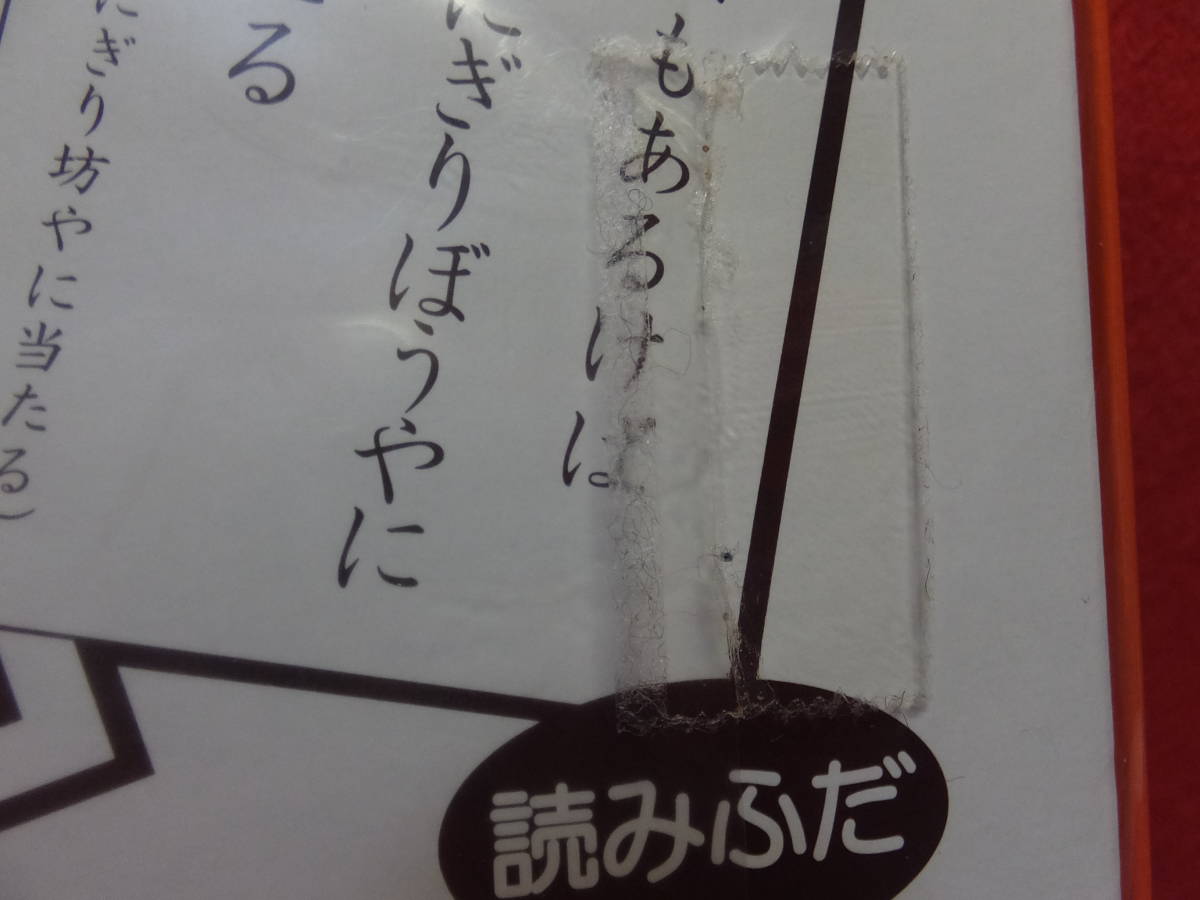 もあるけば
にぎりぼうやに
る
にぎり坊やに当たる）
読みふだ